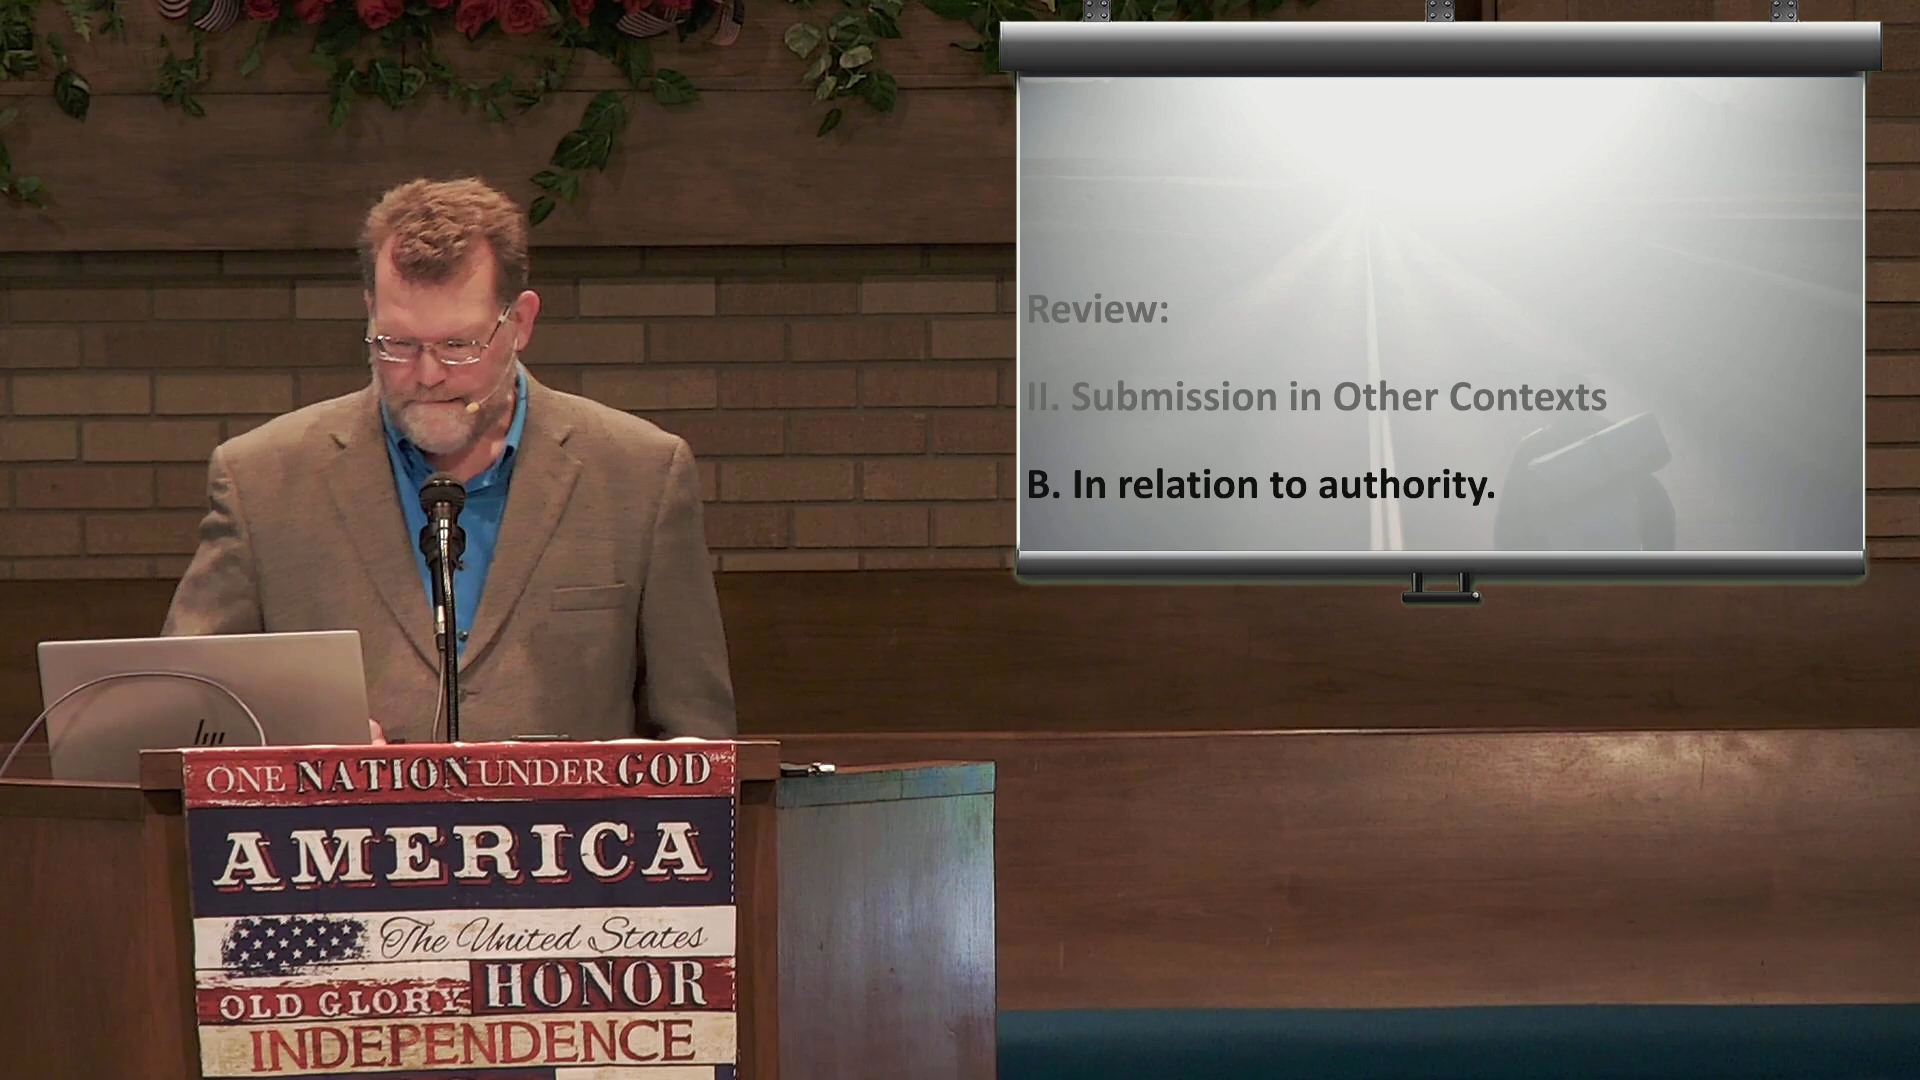 Review:
II. Submission in Other Contexts
B. In relation to authority.
hp
ONE NATION UNDER GOD
AMERICA
The United States
OLD GLORY HONOR
INDEPENDENCE